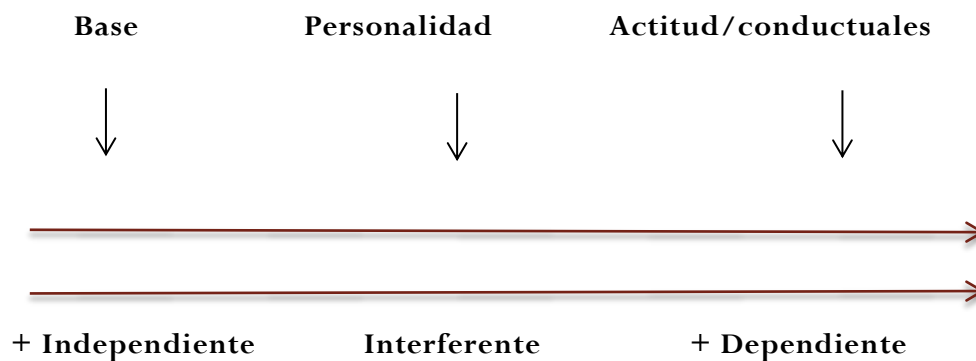 Base Personalidad Actitud/conductuales
+ Independiente Interferente + Dependiente